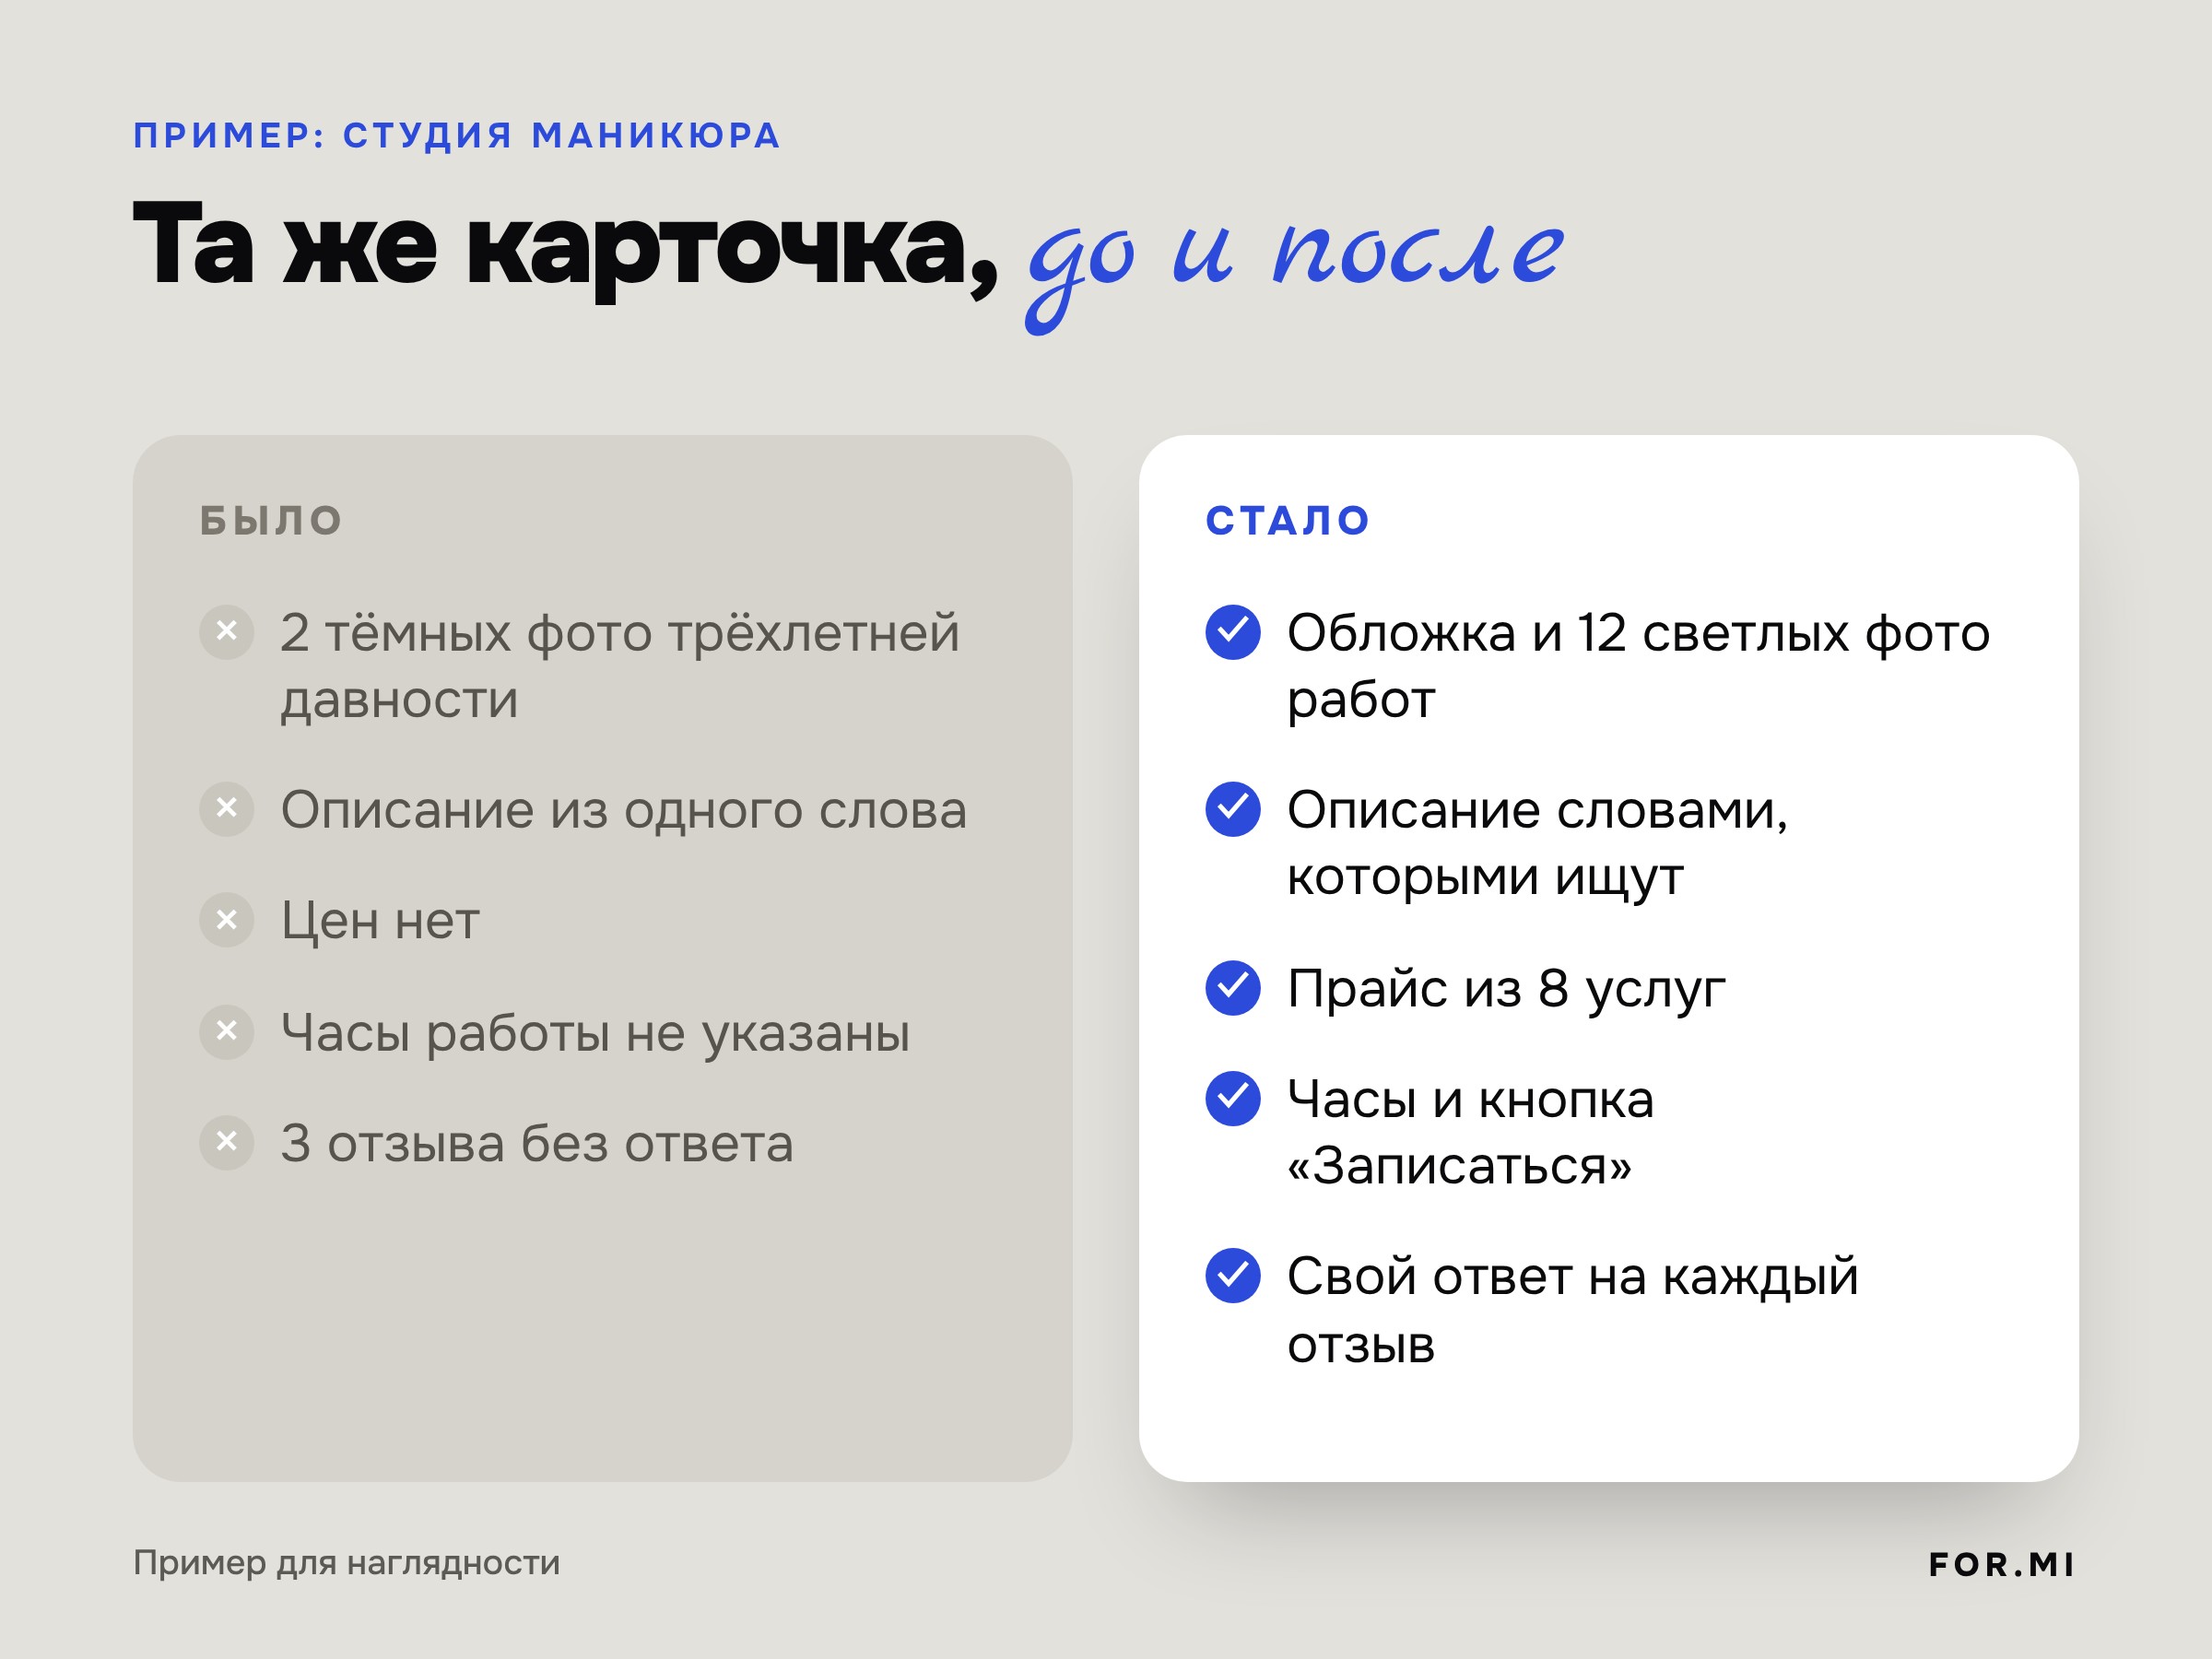 ПРИМЕР: СТУДИЯ МАНИКЮРА
Та же карточка, до и после
БЫЛО
2 тёмных фото трёхлетней
давности
Описание из одного слова
Цен нет
Часы работы не указаны
3 отзыва без ответа
СТАЛО
Обложка и 12 светлых фото
работ
Описание словами,
которыми ищут
Прайс из 8 услуг
Часы и кнопка
«Записаться»
Свой ответ на каждый
отзыв
Пример для наглядности
FOR.MI